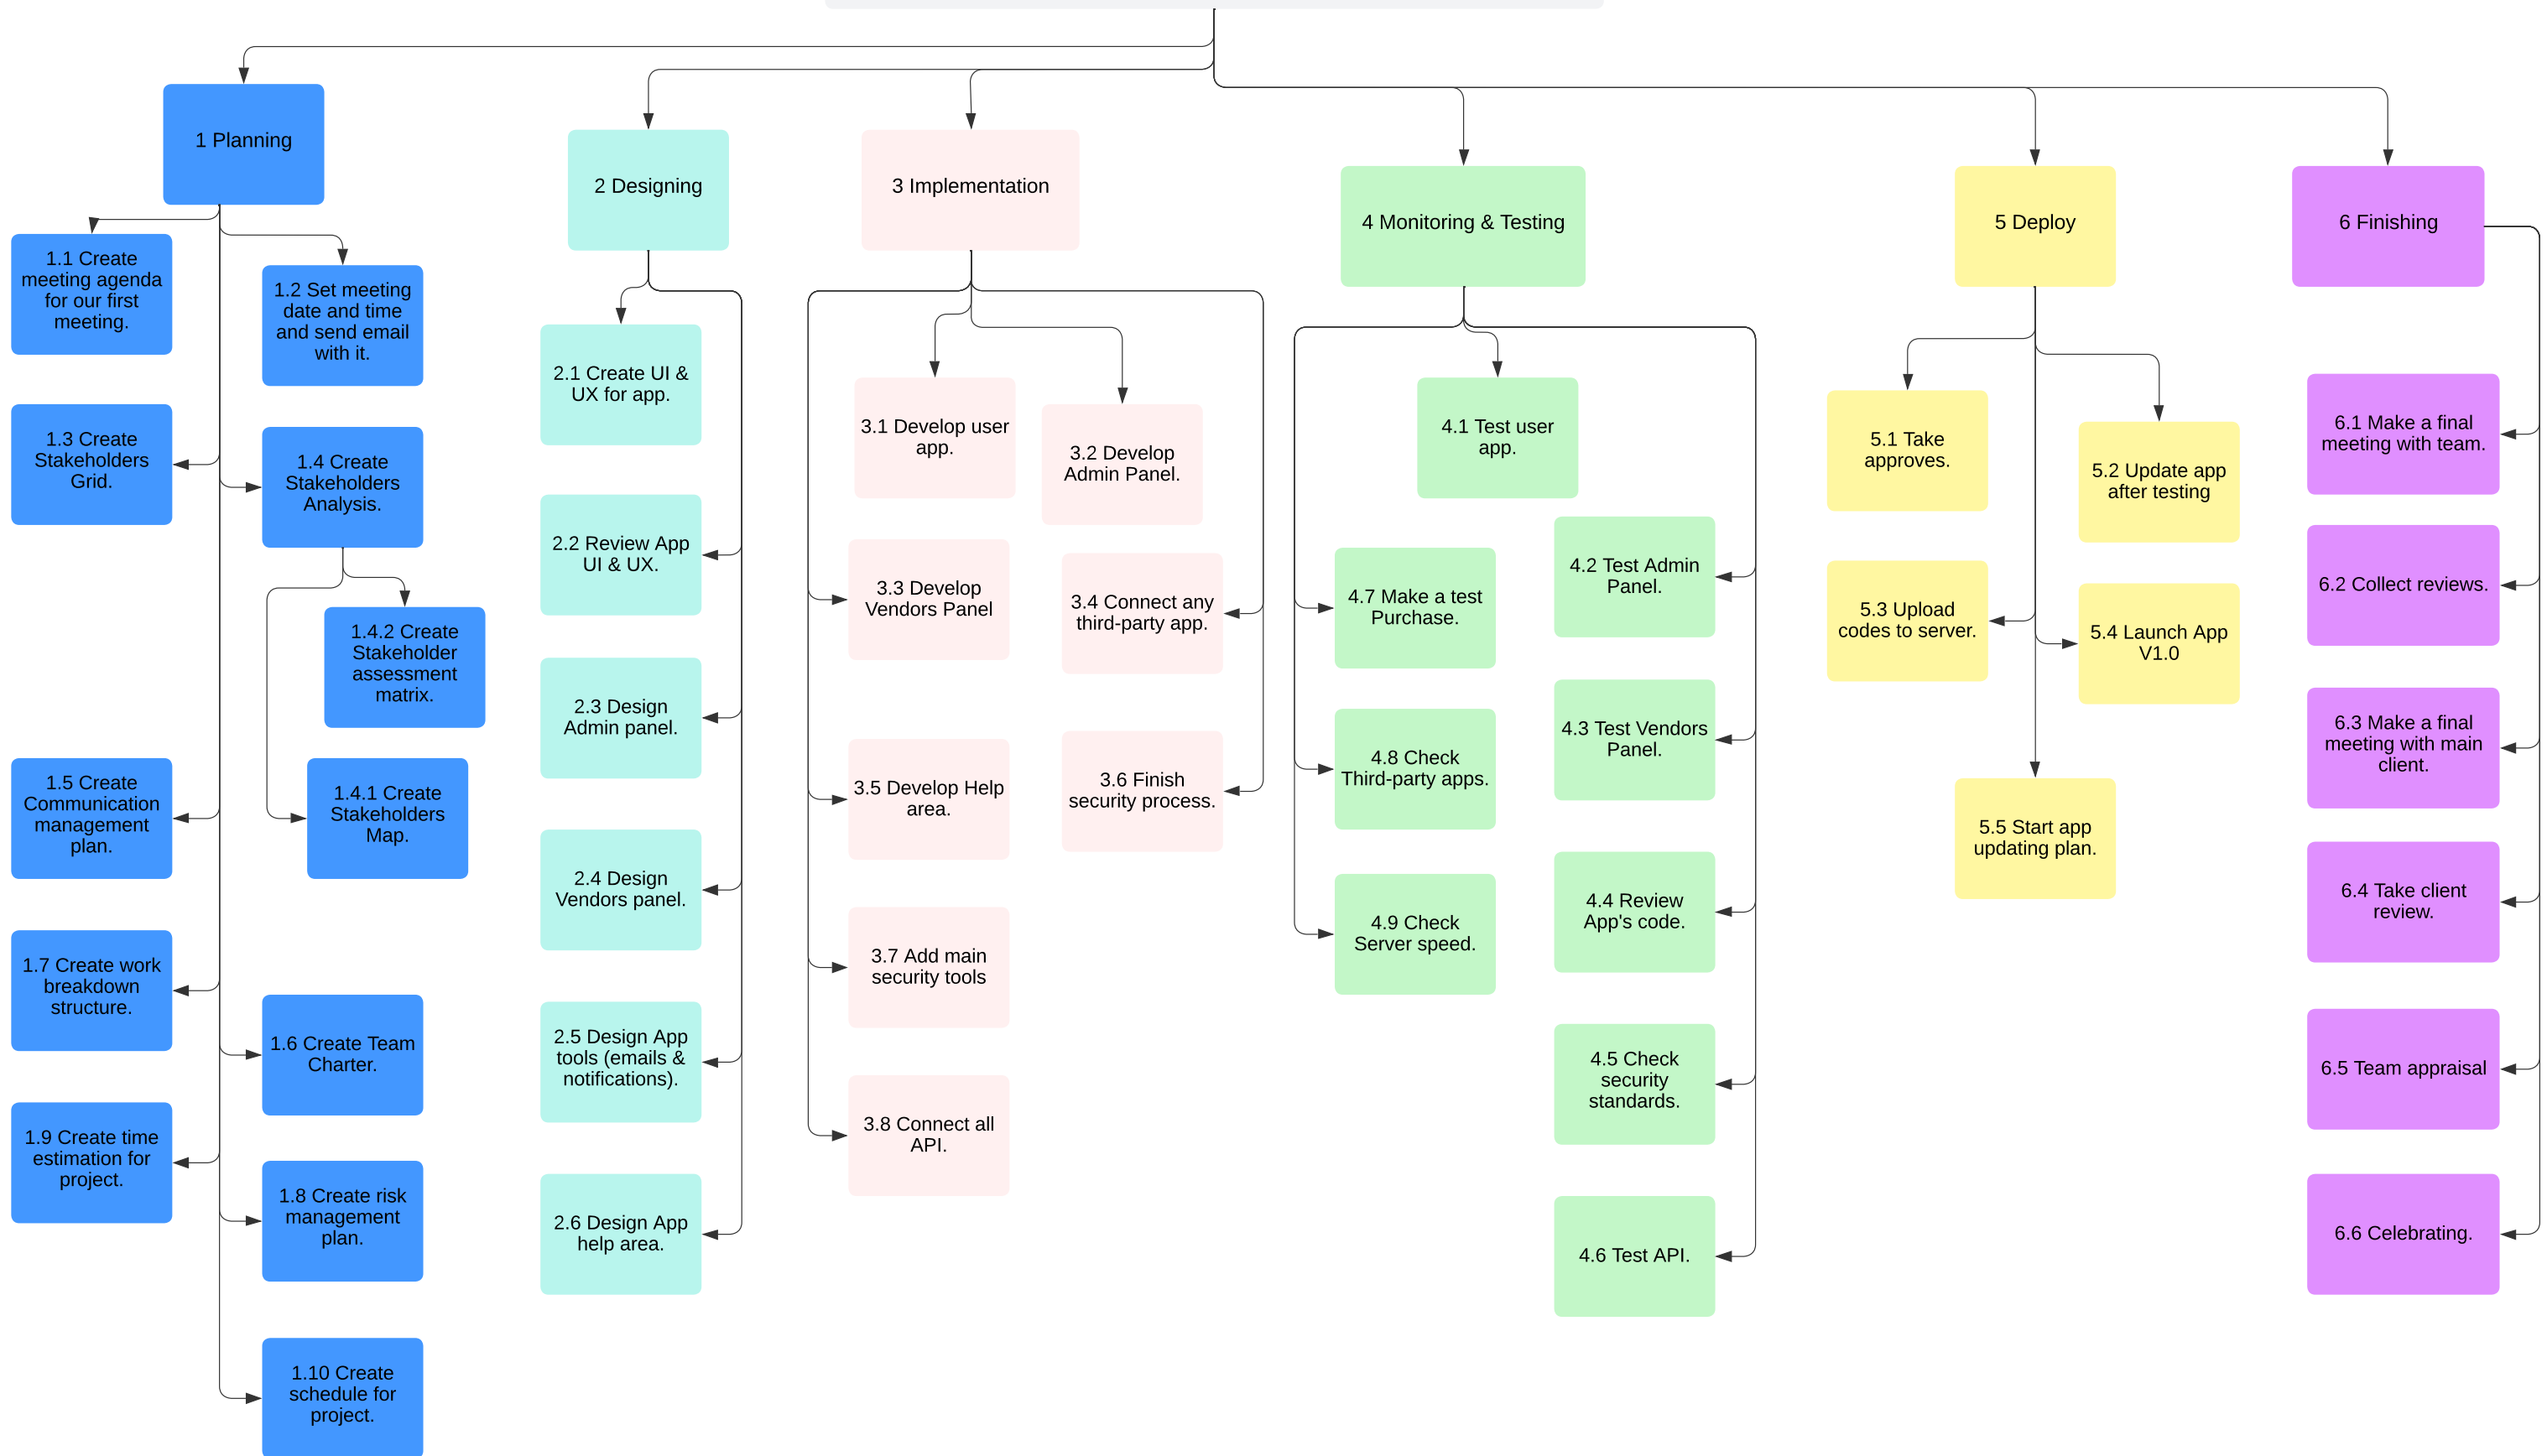 1 Planning
1.1 Create
meeting agenda
for our first
meeting.
1.2 Set meeting
date and time
and send email
with it.
1.3 Create
Stakeholders
Grid.
1.4 Create
Stakeholders
Analysis.
1.4.2 Create
Stakeholder
assessment
matrix.
1.4.1 Create
Stakeholders
Map.
1.5 Create
Communication
management
plan.
1.7 Create work
breakdown
structure.
1.6 Create Team
Charter.
1.9 Create time
estimation for
project.
1.8 Create risk
management
plan.
1.10 Create
schedule for
project.
2 Designing
2.1 Create UI &
UX for app.
2.2 Review App
UI & UX.
2.3 Design
Admin panel.
2.4 Design
Vendors panel.
2.5 Design App
tools (emails &
notifications).
2.6 Design App
help area.
3 Implementation
3.1 Develop user
app.
3.2 Develop
Admin Panel.
3.3 Develop
Vendors Panel
3.4 Connect any
third-party app.
3.5 Develop Help
area.
3.6 Finish
security process.
3.7 Add main
security tools
3.8 Connect all
API.
4 Monitoring & Testing
4.1 Test user
app.
4.2 Test Admin
Panel.
4.7 Make a test
Purchase.
4.3 Test Vendors
Panel.
4.8 Check
Third-party apps.
4.4 Review
App's code.
4.9 Check
Server speed.
4.5 Check
security
standards.
4.6 Test API.
5 Deploy
5.1 Take
approves.
5.2 Update app
after testing
5.3 Upload
codes to server.
5.4 Launch App
V1.0
5.5 Start app
updating plan.
6 Finishing
6.1 Make a final
meeting with team.
6.2 Collect reviews.
6.3 Make a final
meeting with main
client.
6.4 Take client
review.
6.5 Team appraisal
6.6 Celebrating.